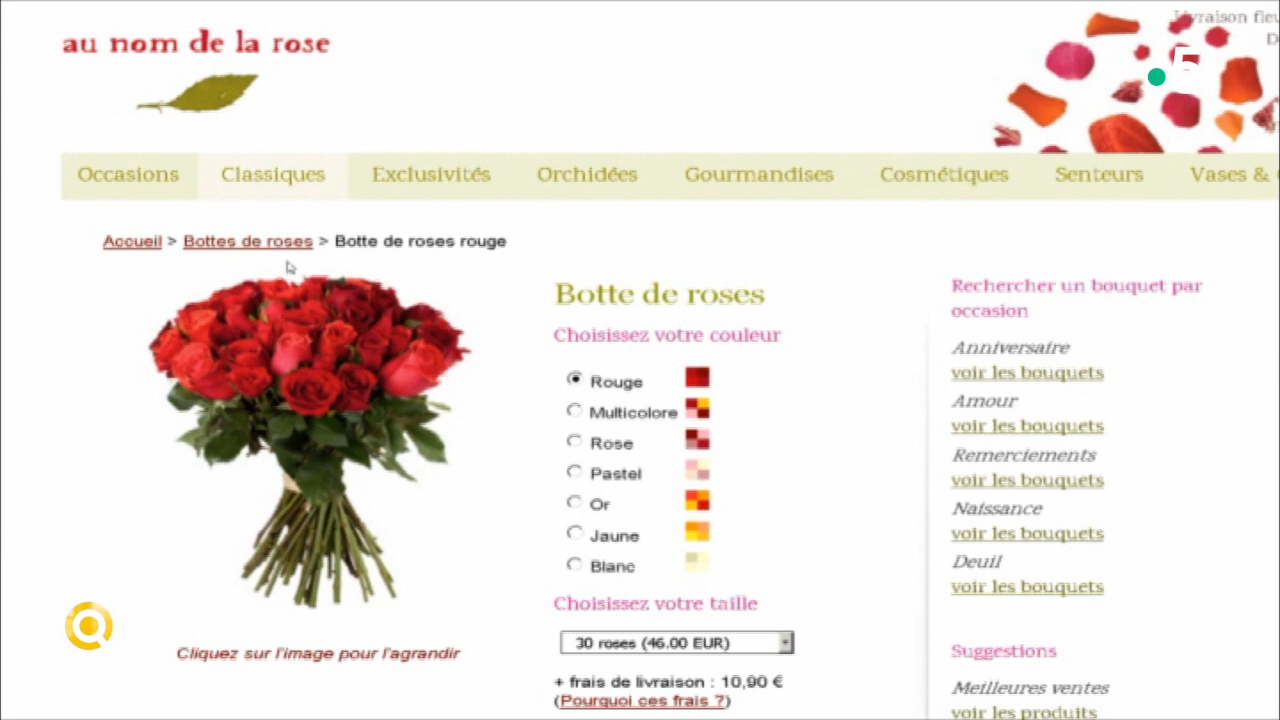 au nom de la rose
Livraison
5
Occasions Classiques Exclusivités Orchidées Gourmandises Cosmétiques Senteurs Vases &
Accueil > Bottes de roses > Botte de roses rouge
Botte de roses
Choisissez votre couleur
Rouge
Multicolore
Rose
Pastel
Or
Jaune
Blanc
Choisissez votre taille
30 roses (46.00 EUR)
+ frais de livraison : 10,90 €
(Pourquoi ces frais ?)
Cliquez sur l'image pour l'agrandir
Rechercher un bouquet par
occasion
Anniversaire
voir les bouquets
Amour
voir les bouquets
Remerciements
voir les bouquets
Naissance
voir les bouquets
Deuil
voir les bouquets
Suggestions
Meilleures ventes
voir les produits